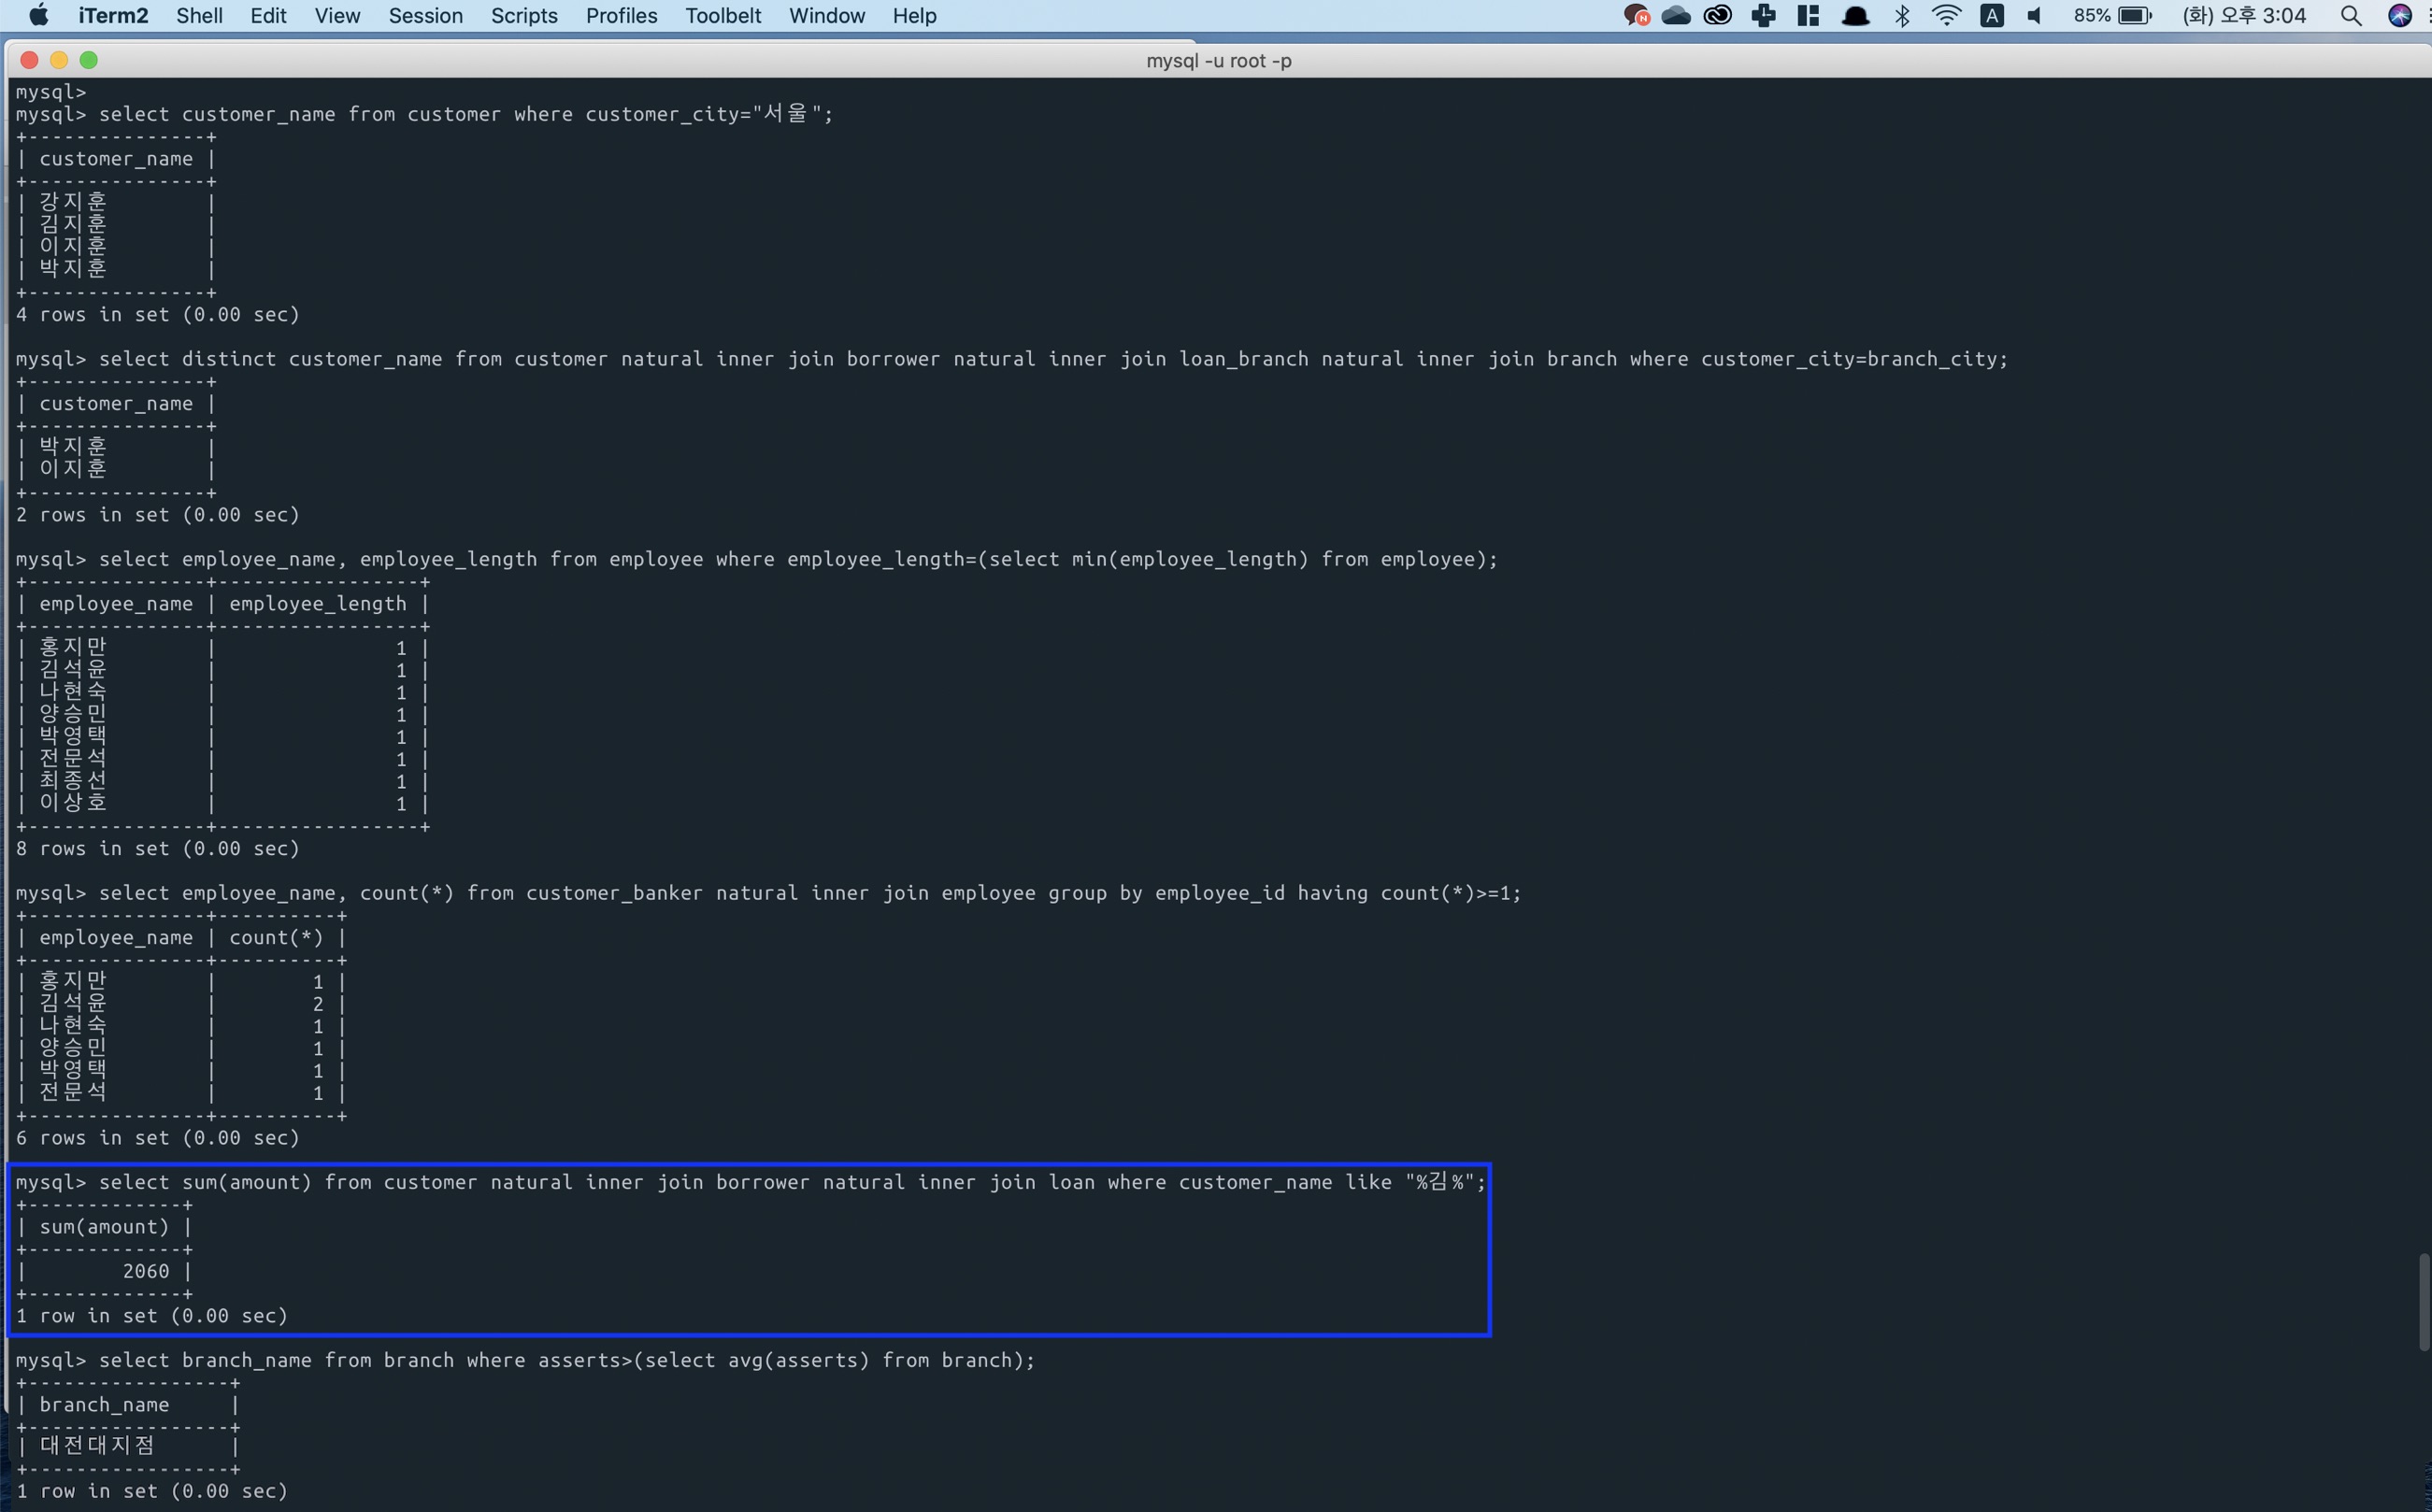 iTerm2 Shell Edit View Session Scripts Profiles Toolbelt Window Help N A 85% (화) 오후 3:04
mysql -u root -p
mysql>
mysql> select customer_name from customer where customer_city="서울";
+---------------+
| customer_name |
+---------------+
| 강지훈 |
| 김지훈 |
| 이지훈 |
| 박지훈 |
+---------------+
4 rows in set (0.00 sec)
mysql> select distinct customer_name from customer natural inner join borrower natural inner join loan_branch natural inner join branch where customer_city=branch_city;
+---------------+
| customer_name |
+---------------+
| 박지훈 |
| 이지훈 |
+---------------+
2 rows in set (0.00 sec)
mysql> select employee_name, employee_length from employee where employee_length=(select min(employee_length) from employee);
+---------------+-----------------+
| employee_name | employee_length |
+---------------+-----------------+
| 홍지만 | 1 |
| 김석윤 | 1 |
| 나현숙 | 1 |
| 양승민 | 1 |
| 박영택 | 1 |
| 전문석 | 1 |
| 최종선 | 1 |
| 이상호 | 1 |
+---------------+-----------------+
8 rows in set (0.00 sec)
mysql> select employee_name, count(*) from customer_banker natural inner join employee group by employee_id having count(*)>=1;
+---------------+----------+
| employee_name | count(*) |
+---------------+----------+
| 홍지만 | 1 |
| 김석윤 | 2 |
| 나현숙 | 1 |
| 양승민 | 1 |
| 박영택 | 1 |
| 전문석 | 1 |
+---------------+----------+
6 rows in set (0.00 sec)
mysql> select sum(amount) from customer natural inner join borrower natural inner join loan where customer_name like "%김%";
+-------------+
| sum(amount) |
+-------------+
| 2060 |
+-------------+
1 row in set (0.00 sec)
mysql> select branch_name from branch where asserts>(select avg(asserts) from branch);
+-----------------+
| branch_name |
+-----------------+
| 대전대지점 |
+-----------------+
1 row in set (0.00 sec)